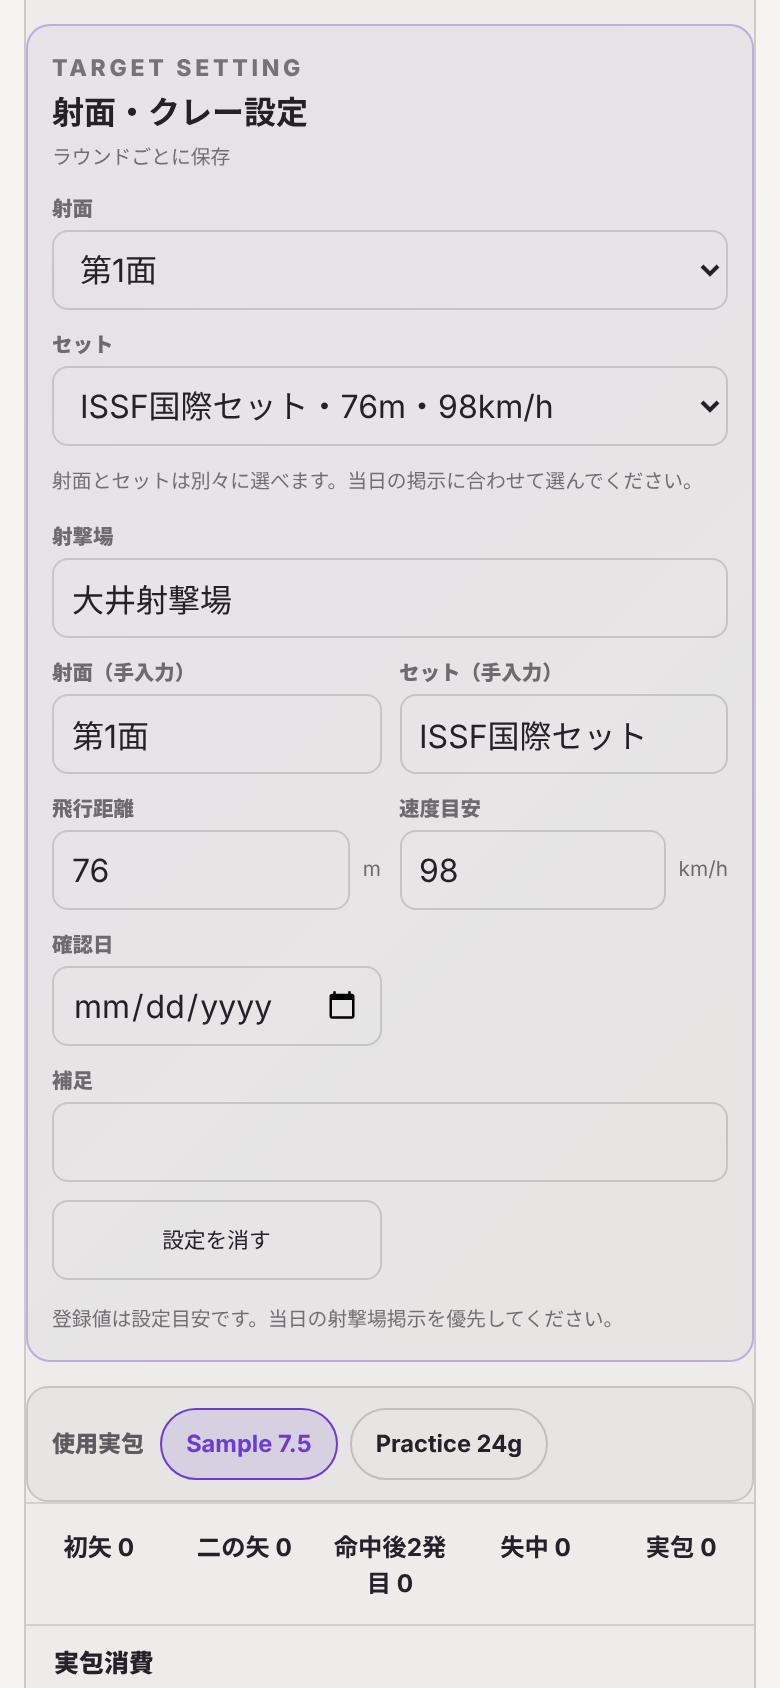 TARGET SETTING
射面・クレー設定
ラウンドごとに保存
射面
第1面
セット
ISSF国際セット・76m・98km/h
射面とセットは別々に選べます。当日の掲示に合わせて選んでください。
射撃場
大井射撃場
射面（手入力） セット（手入力）
第1面 ISSF国際セット
飛行距離 速度目安
76 m 98 km/h
確認日
mm/dd/yyyy
補足
設定を消す
登録値は設定目安です。当日の射撃場掲示を優先してください。
使用実包 Sample 7.5 Practice 24g
初矢 0 二の矢 0 命中後2発 失中 0 実包 0
目 0
実包消費